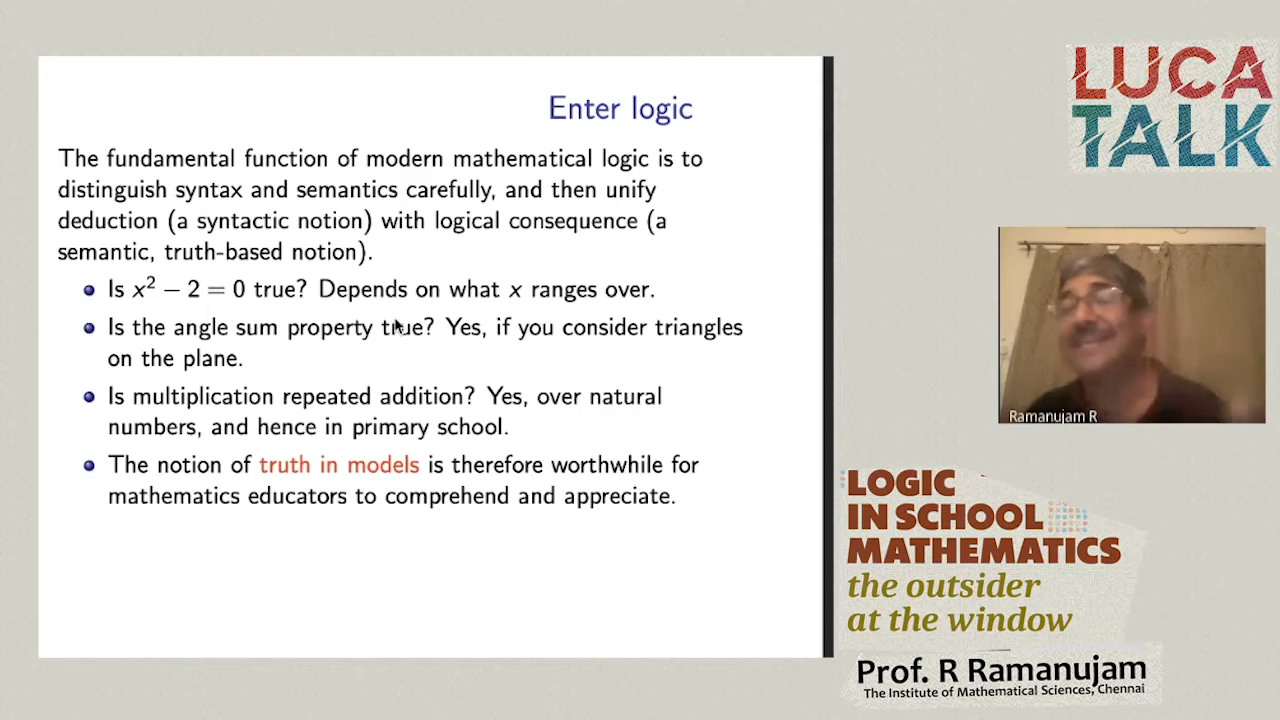 Enter logic
The fundamental function of modern mathematical logic is to
distinguish syntax and semantics carefully, and then unify
deduction (a syntactic notion) with logical consequence (a
semantic, truth-based notion).
Is x² − 2 = 0 true? Depends on what x ranges over.
Is the angle sum property true? Yes, if you consider triangles
on the plane.
Is multiplication repeated addition? Yes, over natural
numbers, and hence in primary school.
The notion of truth in models is therefore worthwhile for
mathematics educators to comprehend and appreciate.
LUCA
TALK
Ramanujam R
LOGIC
IN SCHOOL
MATHEMATICS
the outsider
at the window
Prof. R Ramanujam
The Institute of Mathematical Sciences, Chennai